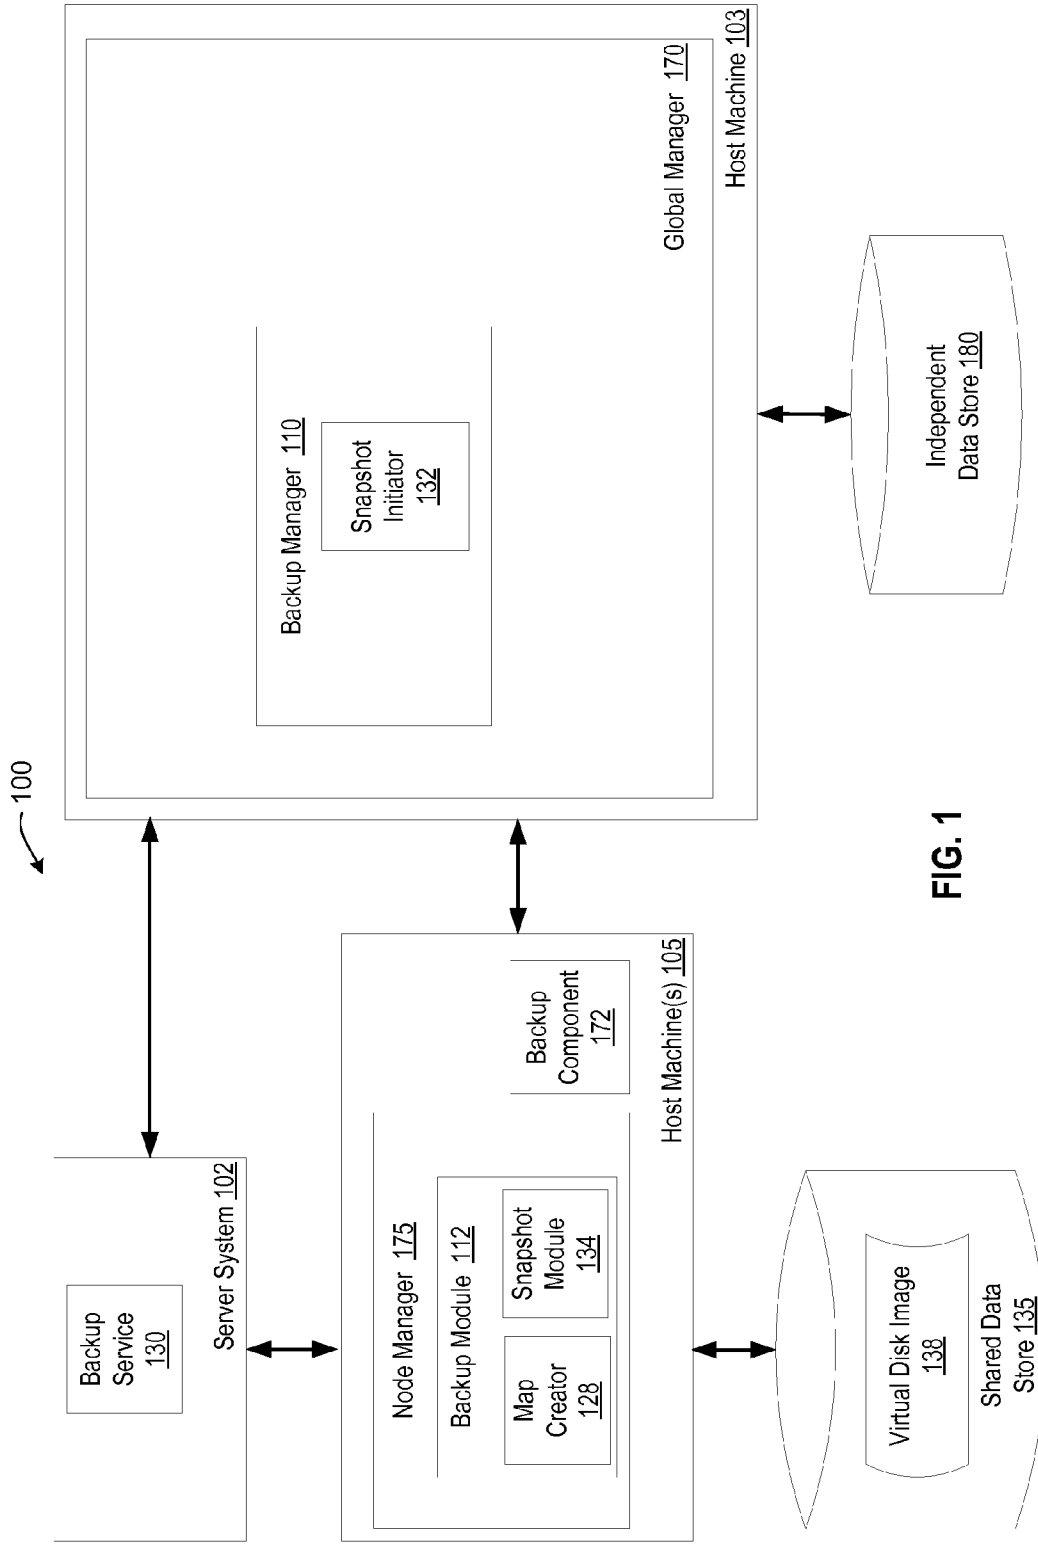 100
Backup
Service
130
Server System 102
Node Manager 175
Backup Module 112
Map
Creator
128
Snapshot
Module
134
Backup
Component
172
Host Machine(s) 105
Virtual Disk Image
138
Shared Data
Store 135
Backup Manager 110
Snapshot
Initiator
132
Global Manager 170
Host Machine 103
Independent
Data Store 180
FIG. 1